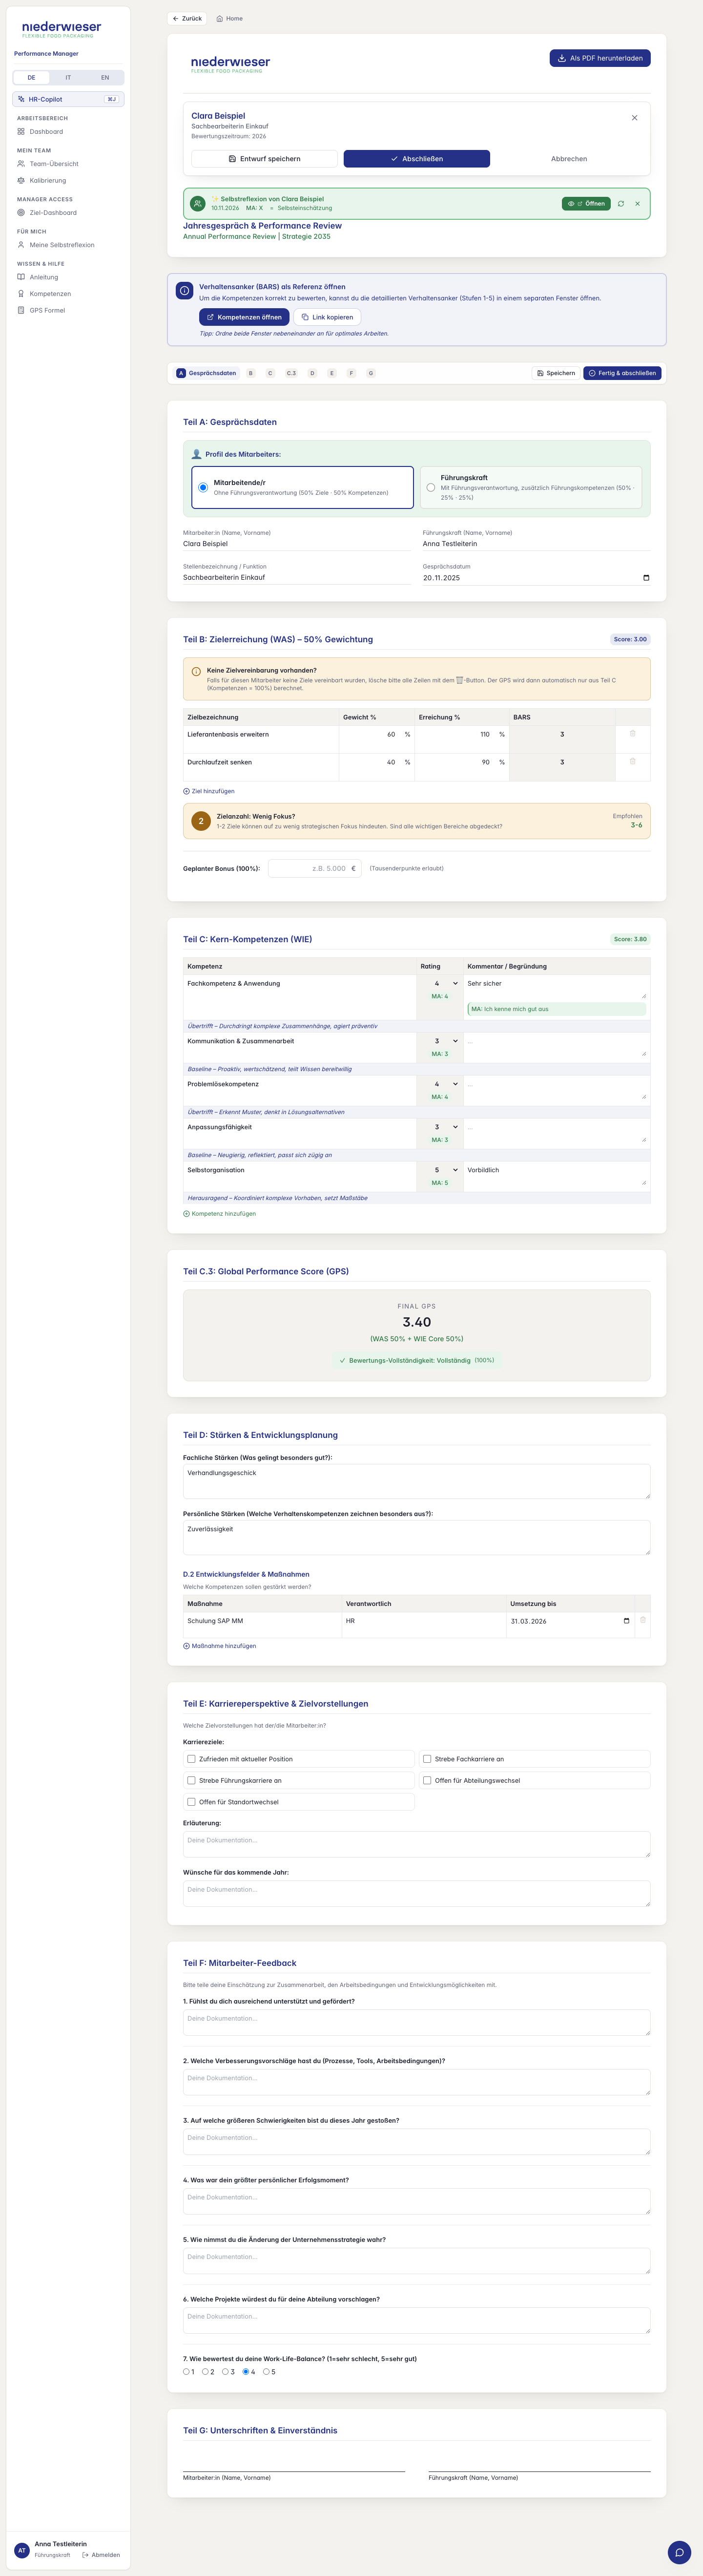 niederwieser
FLEXIBLE FOOD PACKAGING
Performance Manager
DE IT EN
HR-Copilot ⌘J
ARBEITSBEREICH
Dashboard
MEIN TEAM
Team-Übersicht
Kalibrierung
MANAGER ACCESS
Ziel-Dashboard
FÜR MICH
Meine Selbstreflexion
WISSEN & HILFE
Anleitung
Kompetenzen
GPS Formel
AT
Anna Testleiterin
Führungskraft
Abmelden
Zurück
Home
niederwieser
FLEXIBLE FOOD PACKAGING
Als PDF herunterladen
Clara Beispiel
Sachbearbeiterin Einkauf
Bewertungszeitraum: 2026
Entwurf speichern
Abschließen
Abbrechen
✨ Selbstreflexion von Clara Beispiel
10.11.2026 MA: X Selbsteinschätzung
Öffnen
Jahresgespräch & Performance Review
Annual Performance Review | Strategie 2035
Verhaltensanker (BARS) als Referenz öffnen
Um die Kompetenzen korrekt zu bewerten, kannst du die detaillierten Verhaltensanker (Stufen 1-5) in einem separaten Fenster öffnen.
Kompetenzen öffnen
Link kopieren
Tipp: Ordne beide Fenster nebeneinander an für optimales Arbeiten.
A Gesprächsdaten B C C.3 D E F G
Speichern
Fertig & abschließen
Teil A: Gesprächsdaten
Profil des Mitarbeiters:
Mitarbeitende/r
Ohne Führungsverantwortung (50% Ziele · 50% Kompetenzen)
Führungskraft
Mit Führungsverantwortung, zusätzlich Führungskompetenzen (50% ·
25% · 25%)
Mitarbeiter:in (Name, Vorname)
Clara Beispiel
Führungskraft (Name, Vorname)
Anna Testleiterin
Stellenbezeichnung / Funktion
Sachbearbeiterin Einkauf
Gesprächsdatum
20.11.2025
Teil B: Zielerreichung (WAS) – 50% Gewichtung
Score: 3.00
Keine Zielvereinbarung vorhanden?
Falls für diesen Mitarbeiter keine Ziele vereinbart wurden, lösche bitte alle Zeilen mit dem 🗑️-Button. Der GPS wird dann automatisch nur aus Teil C
(Kompetenzen = 100%) berechnet.
Zielbezeichnung Gewicht % Erreichung % BARS
Lieferantenbasis erweitern 60 % 110 % 3
Durchlaufzeit senken 40 % 90 % 3
Ziel hinzufügen
2
Zielanzahl: Wenig Fokus?
1-2 Ziele können auf zu wenig strategischen Fokus hindeuten. Sind alle wichtigen Bereiche abgedeckt?
Empfohlen
3-6
Geplanter Bonus (100%): z.B. 5.000 € (Tausenderpunkte erlaubt)
Teil C: Kern-Kompetenzen (WIE)
Score: 3.80
Kompetenz Rating Kommentar / Begründung
Fachkompetenz & Anwendung 4 Sehr sicher
MA: 4
MA: Ich kenne mich gut aus
Übertrifft – Durchdringt komplexe Zusammenhänge, agiert präventiv
Kommunikation & Zusammenarbeit 3 ...
MA: 3
Baseline – Proaktiv, wertschätzend, teilt Wissen bereitwillig
Problemlösekompetenz 4 ...
MA: 4
Übertrifft – Erkennt Muster, denkt in Lösungsalternativen
Anpassungsfähigkeit 3 ...
MA: 3
Baseline – Neugierig, reflektiert, passt sich zügig an
Selbstorganisation 5 Vorbildlich
MA: 5
Herausragend – Koordiniert komplexe Vorhaben, setzt Maßstäbe
Kompetenz hinzufügen
Teil C.3: Global Performance Score (GPS)
FINAL GPS
3.40
(WAS 50% + WIE Core 50%)
Bewertungs-Vollständigkeit: Vollständig (100%)
Teil D: Stärken & Entwicklungsplanung
Fachliche Stärken (Was gelingt besonders gut?):
Verhandlungsgeschick
Persönliche Stärken (Welche Verhaltenskompetenzen zeichnen besonders aus?):
Zuverlässigkeit
D.2 Entwicklungsfelder & Maßnahmen
Welche Kompetenzen sollen gestärkt werden?
Maßnahme Verantwortlich Umsetzung bis
Schulung SAP MM HR 31.03.2026
Maßnahme hinzufügen
Teil E: Karriereperspektive & Zielvorstellungen
Welche Zielvorstellungen hat der/die Mitarbeiter:in?
Karriereziele:
Zufrieden mit aktueller Position
Strebe Fachkarriere an
Strebe Führungskarriere an
Offen für Abteilungswechsel
Offen für Standortwechsel
Erläuterung:
Deine Dokumentation...
Wünsche für das kommende Jahr:
Deine Dokumentation...
Teil F: Mitarbeiter-Feedback
Bitte teile deine Einschätzung zur Zusammenarbeit, den Arbeitsbedingungen und Entwicklungsmöglichkeiten mit.
1. Fühlst du dich ausreichend unterstützt und gefördert?
Deine Dokumentation...
2. Welche Verbesserungsvorschläge hast du (Prozesse, Tools, Arbeitsbedingungen)?
Deine Dokumentation...
3. Auf welche größeren Schwierigkeiten bist du dieses Jahr gestoßen?
Deine Dokumentation...
4. Was war dein größter persönlicher Erfolgsmoment?
Deine Dokumentation...
5. Wie nimmst du die Änderung der Unternehmensstrategie wahr?
Deine Dokumentation...
6. Welche Projekte würdest du für deine Abteilung vorschlagen?
Deine Dokumentation...
7. Wie bewertest du deine Work-Life-Balance? (1=sehr schlecht, 5=sehr gut)
1 2 3 4 5
Teil G: Unterschriften & Einverständnis
Mitarbeiter:in (Name, Vorname)
Führungskraft (Name, Vorname)